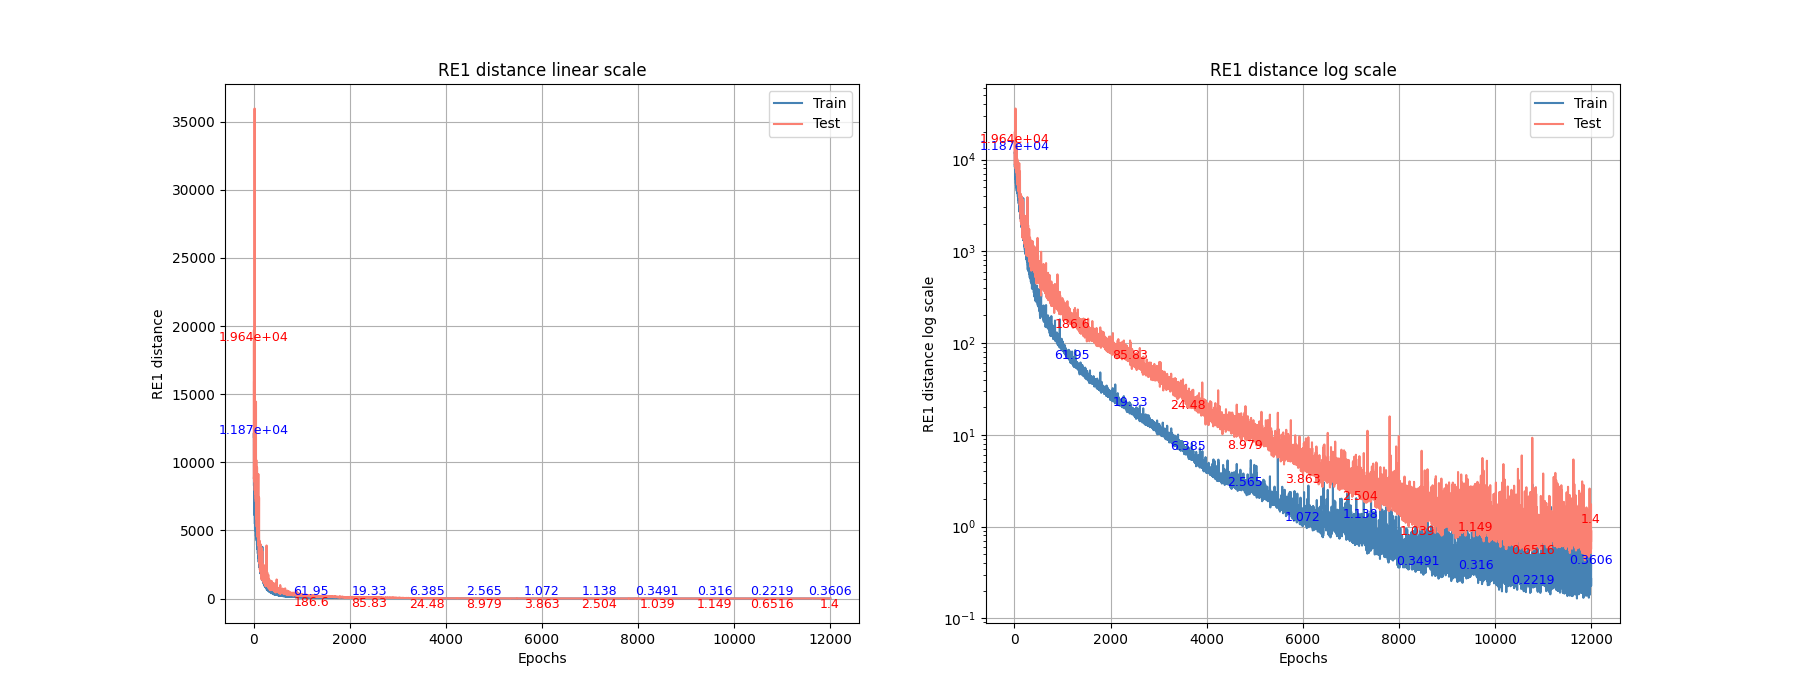 RE1 distance linear scale
RE1 distance
35000
30000
25000
20000
15000
10000
5000
0
Train
Test
1.964e+04
1.187e+04
61.95 19.33 6.385 2.565 1.072 1.138 0.3491 0.316 0.2219 0.3606
186.6 85.83 24.48 8.979 3.863 2.504 1.039 1.149 0.6516 1.4
0 2000 4000 6000 8000 10000 12000
Epochs
RE1 distance log scale
RE1 distance log scale
10^4
10^3
10^2
10^1
10^0
10^-1
Train
Test
1.964e+04
1.187e+04
186.6
61.95
85.83
19.33
24.48
6.385
8.979
2.565
3.863
1.072
2.504
1.138
1.039
0.3491
1.149
0.316
0.6516
0.2219
1.4
0.3606
0 2000 4000 6000 8000 10000 12000
Epochs